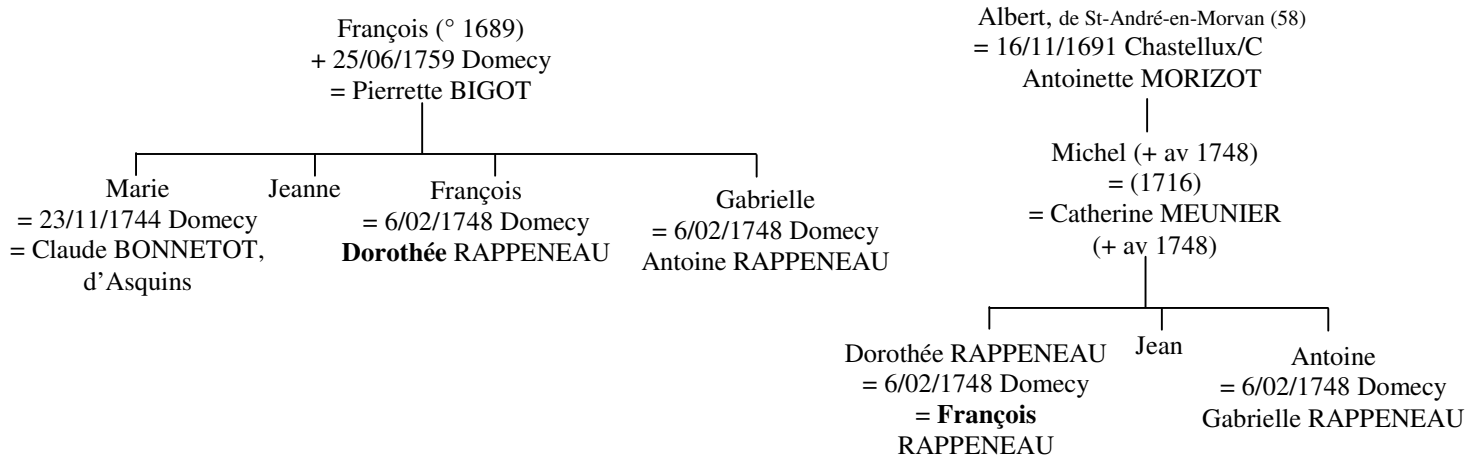 François (° 1689)
+ 25/06/1759 Domecy
= Pierrette BIGOT
Marie
= 23/11/1744 Domecy
= Claude BONNETOT,
d'Asquins
Jeanne
François
= 6/02/1748 Domecy
Dorothée RAPPENEAU
Gabrielle
= 6/02/1748 Domecy
Antoine RAPPENEAU
Albert, de St-André-en-Morvan (58)
= 16/11/1691 Chastellux/C
Antoinette MORIZOT
Michel (+ av 1748)
= (1716)
= Catherine MEUNIER
(+ av 1748)
Dorothée RAPPENEAU
= 6/02/1748 Domecy
= François
RAPPENEAU
Jean
Antoine
= 6/02/1748 Domecy
Gabrielle RAPPENEAU